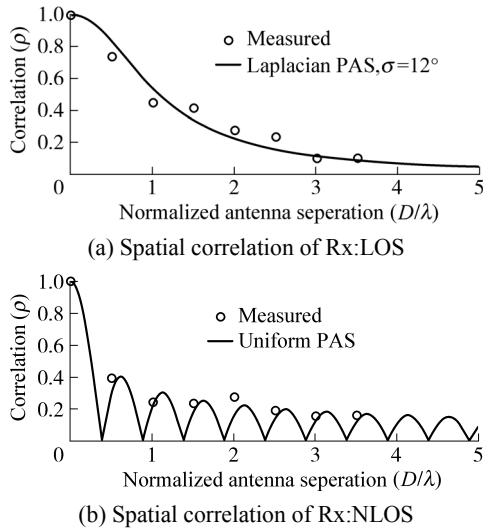 1.0
0.8
0.6
0.4
0.2
0
1
2
3
4
5
Correlation (ρ)
Measured
Laplacian PAS,σ=12°
Normalized antenna seperation (D/λ)
(a) Spatial correlation of Rx:LOS
1.0
0.8
0.6
0.4
0.2
0
1
2
3
4
5
Correlation (ρ)
Measured
Uniform PAS
Normalized antenna seperation (D/λ)
(b) Spatial correlation of Rx:NLOS